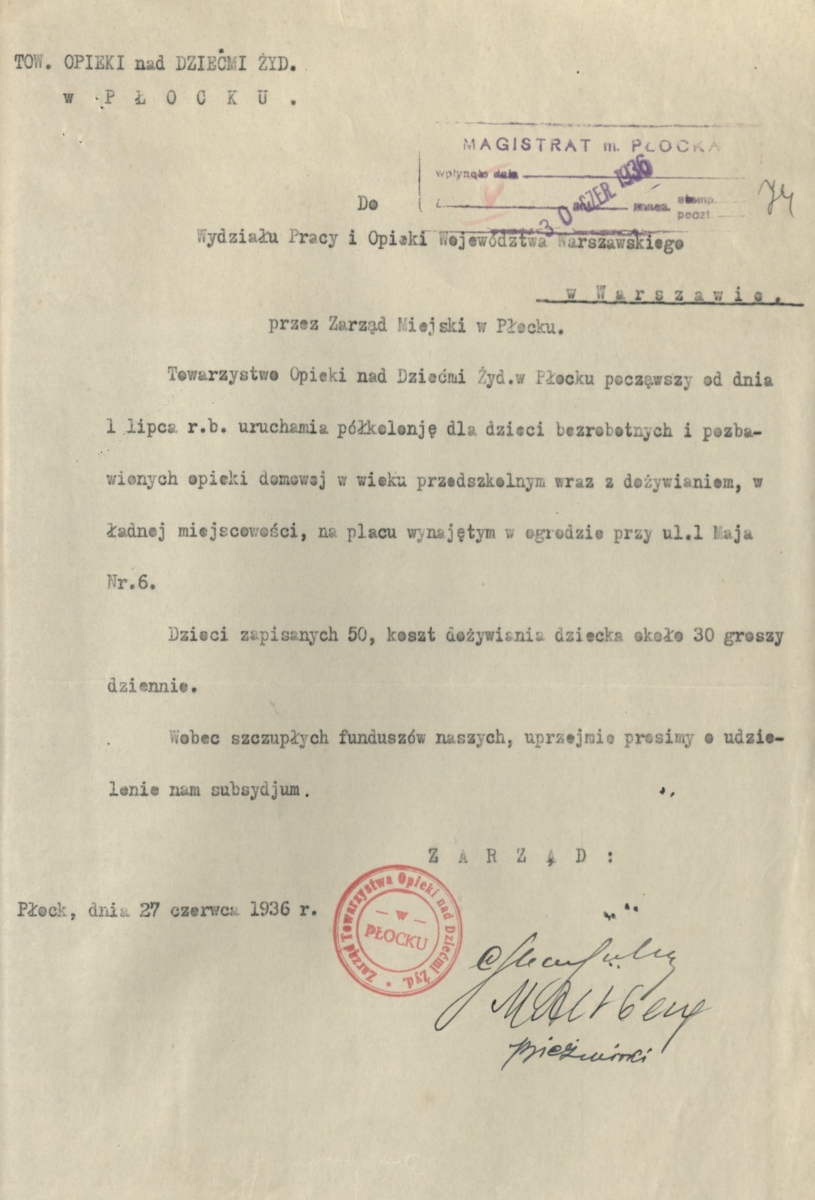 TOW. OPIEKI nad DZIEĆMI ŻYD.
w PŁOCKU.
MAGISTRAT m. PŁOCKA
wpłynęło dnia
30 CZER. 1936
stemp.
poczt.
74
Do
Wydziału Pracy i Opieki Województwa Warszawskiego
w Warszawie.
przez Zarząd Miejski w Płocku.
Towarzystwo Opieki nad Dziećmi Żyd.w Płocku począwszy od dnia
1 lipca r.b. uruchamia półkolonję dla dzieci bezrobotnych i pozba-
wionych opieki domowej w wieku przedszkolnym wraz z dożywianiem, w
ładnej miejscowości, na placu wynajętym w ogrodzie przy ul.1 Maja
Nr.6.
Dzieci zapisanych 50, koszt dożywiania dziecka około 30 groszy
dziennie.
Wobec szczupłych funduszów naszych, uprzejmie prosimy o udzie-
lenie nam subsydjum.
ZARZĄD:
Płock, dnia 27 czerwca 1936 r.
Zarząd Towarzystwa Opieki nad Dziećmi Żyd.
w
PŁOCKU